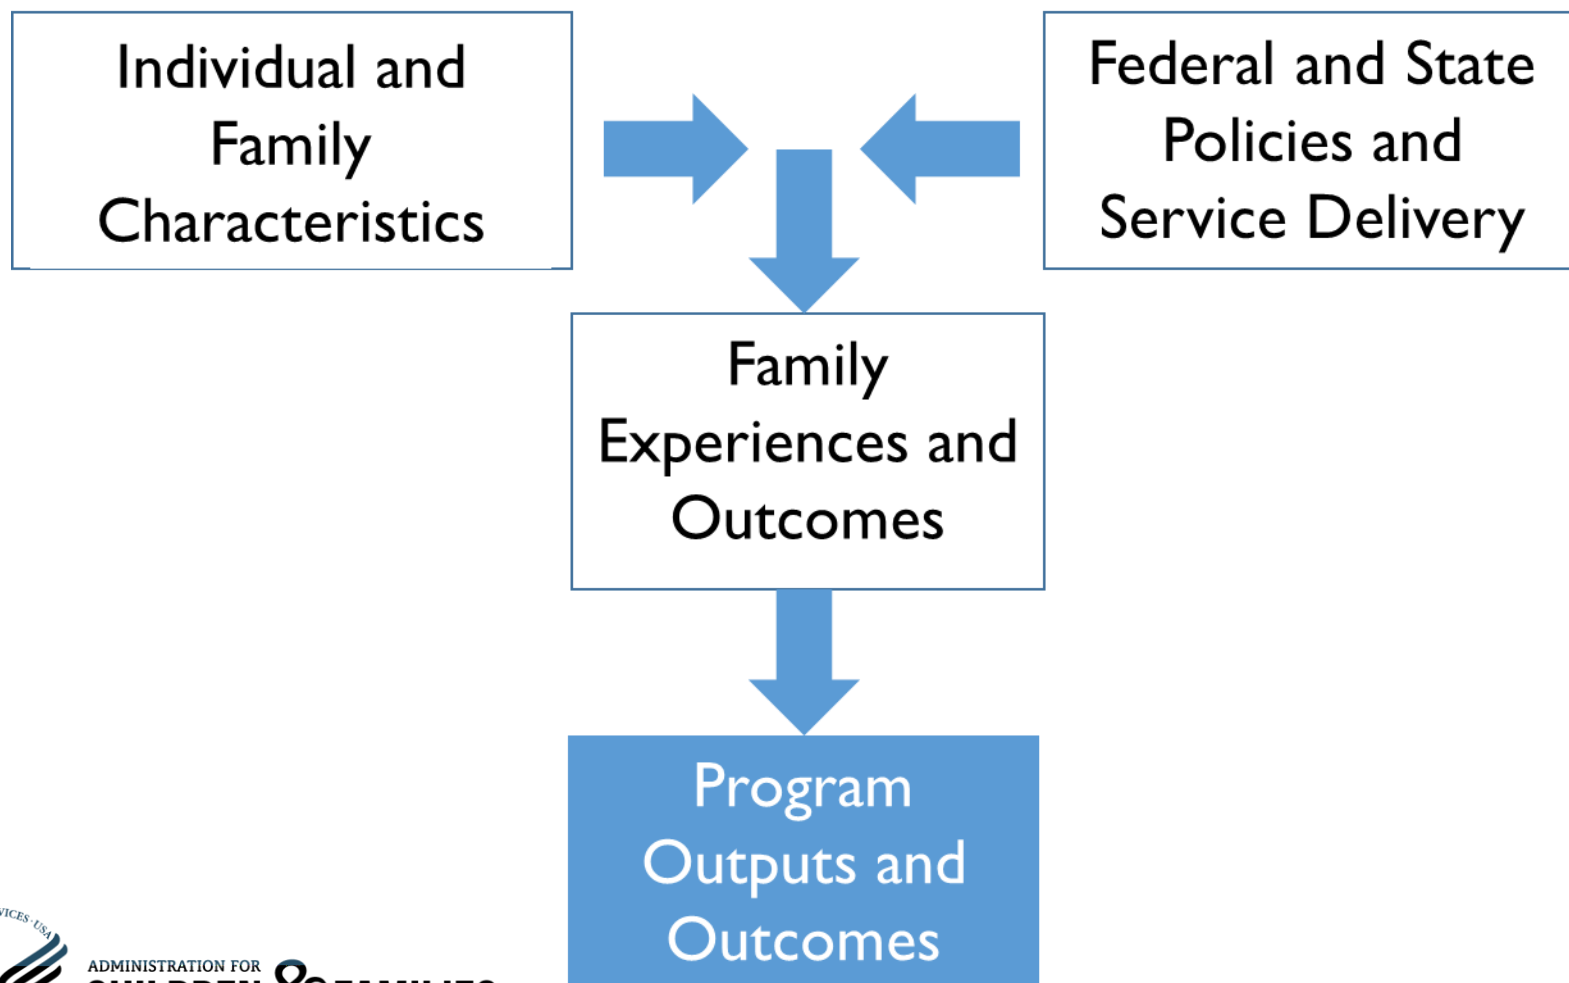 Individual and
Family
Characteristics
Federal and State
Policies and
Service Delivery
Family
Experiences and
Outcomes
Program
Outputs and
Outcomes
ADMINISTRATION FOR